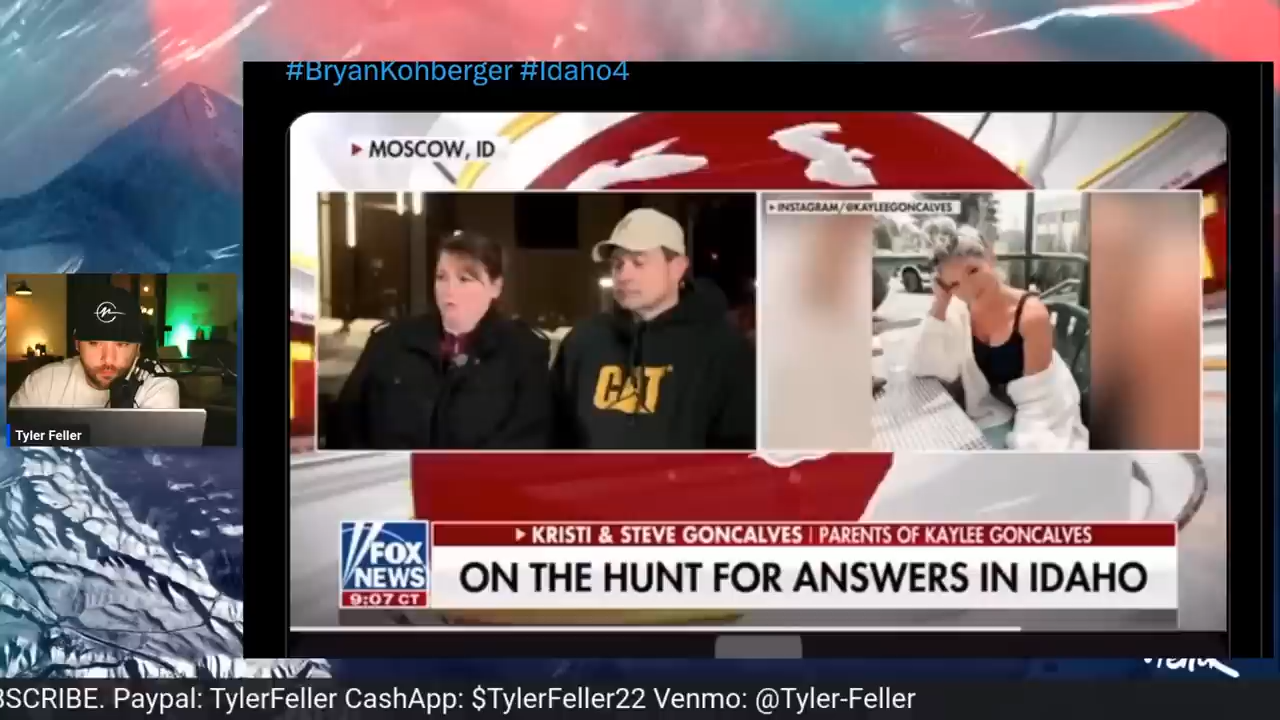 #BryanKohberger #Idaho4
MOSCOW, ID
INSTAGRAM/@KAYLEEGONCALVES
CAT
Tyler Feller
KRISTI & STEVE GONCALVES | PARENTS OF KAYLEE GONCALVES
FOX
NEWS
ON THE HUNT FOR ANSWERS IN IDAHO
9:07 CT
BSCRIBE. Paypal: TylerFeller CashApp: $TylerFeller22 Venmo: @Tyler-Feller